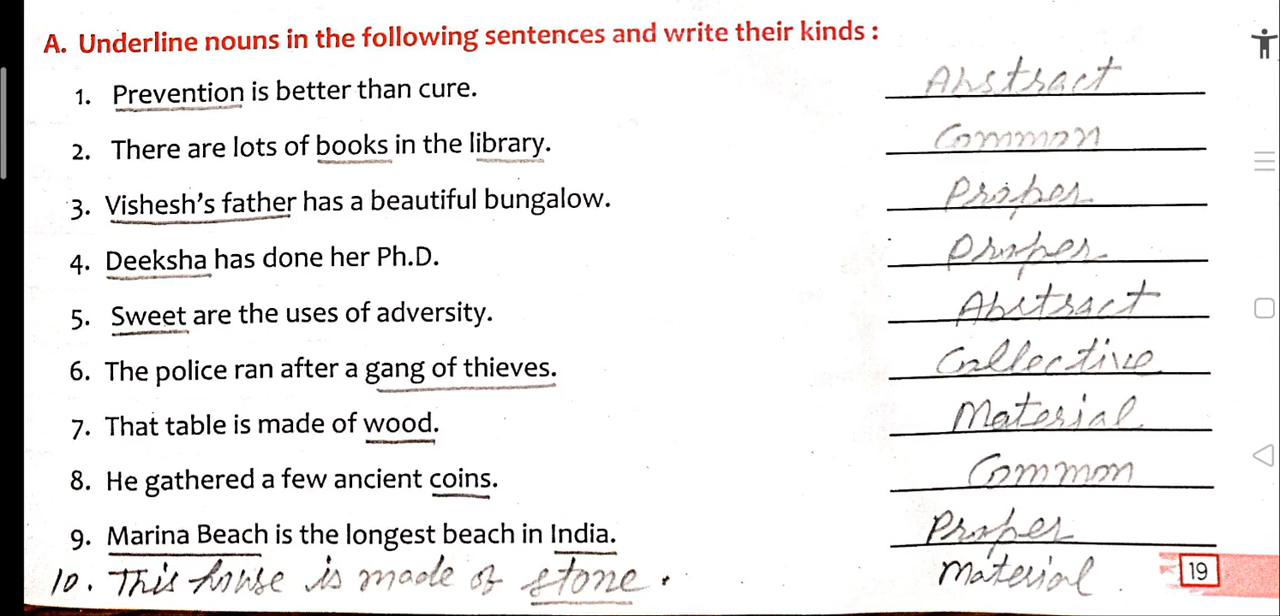 A. Underline nouns in the following sentences and write their kinds :
1. Prevention is better than cure. Abstract
2. There are lots of books in the library. Common
3. Vishesh's father has a beautiful bungalow. Proper
4. Deeksha has done her Ph.D. Proper
5. Sweet are the uses of adversity. Abstract
6. The police ran after a gang of thieves. Collective
7. That table is made of wood. Material
8. He gathered a few ancient coins. Common
9. Marina Beach is the longest beach in India. Proper
10. This house is made of stone. Material
19